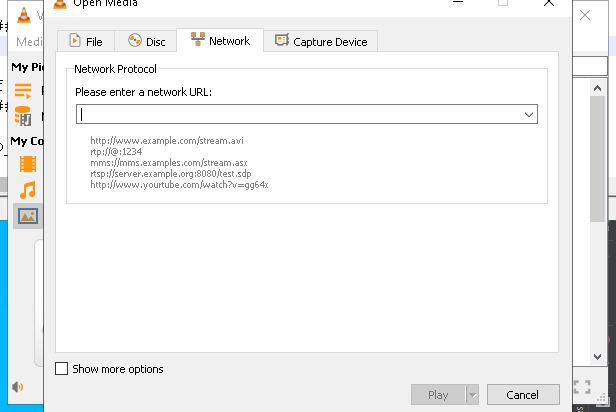 Open Media
File
Disc
Network
Capture Device
Medi
My Pi
My Co
Network Protocol
Please enter a network URL:
http://www.example.com/stream.avi
rtp://@:1234
mms://mms.examples.com/stream.asx
rtsp://server.example.org:8080/test.sdp
http://www.yourtube.com/watch?v=gg64x
Show more options
Play
Cancel